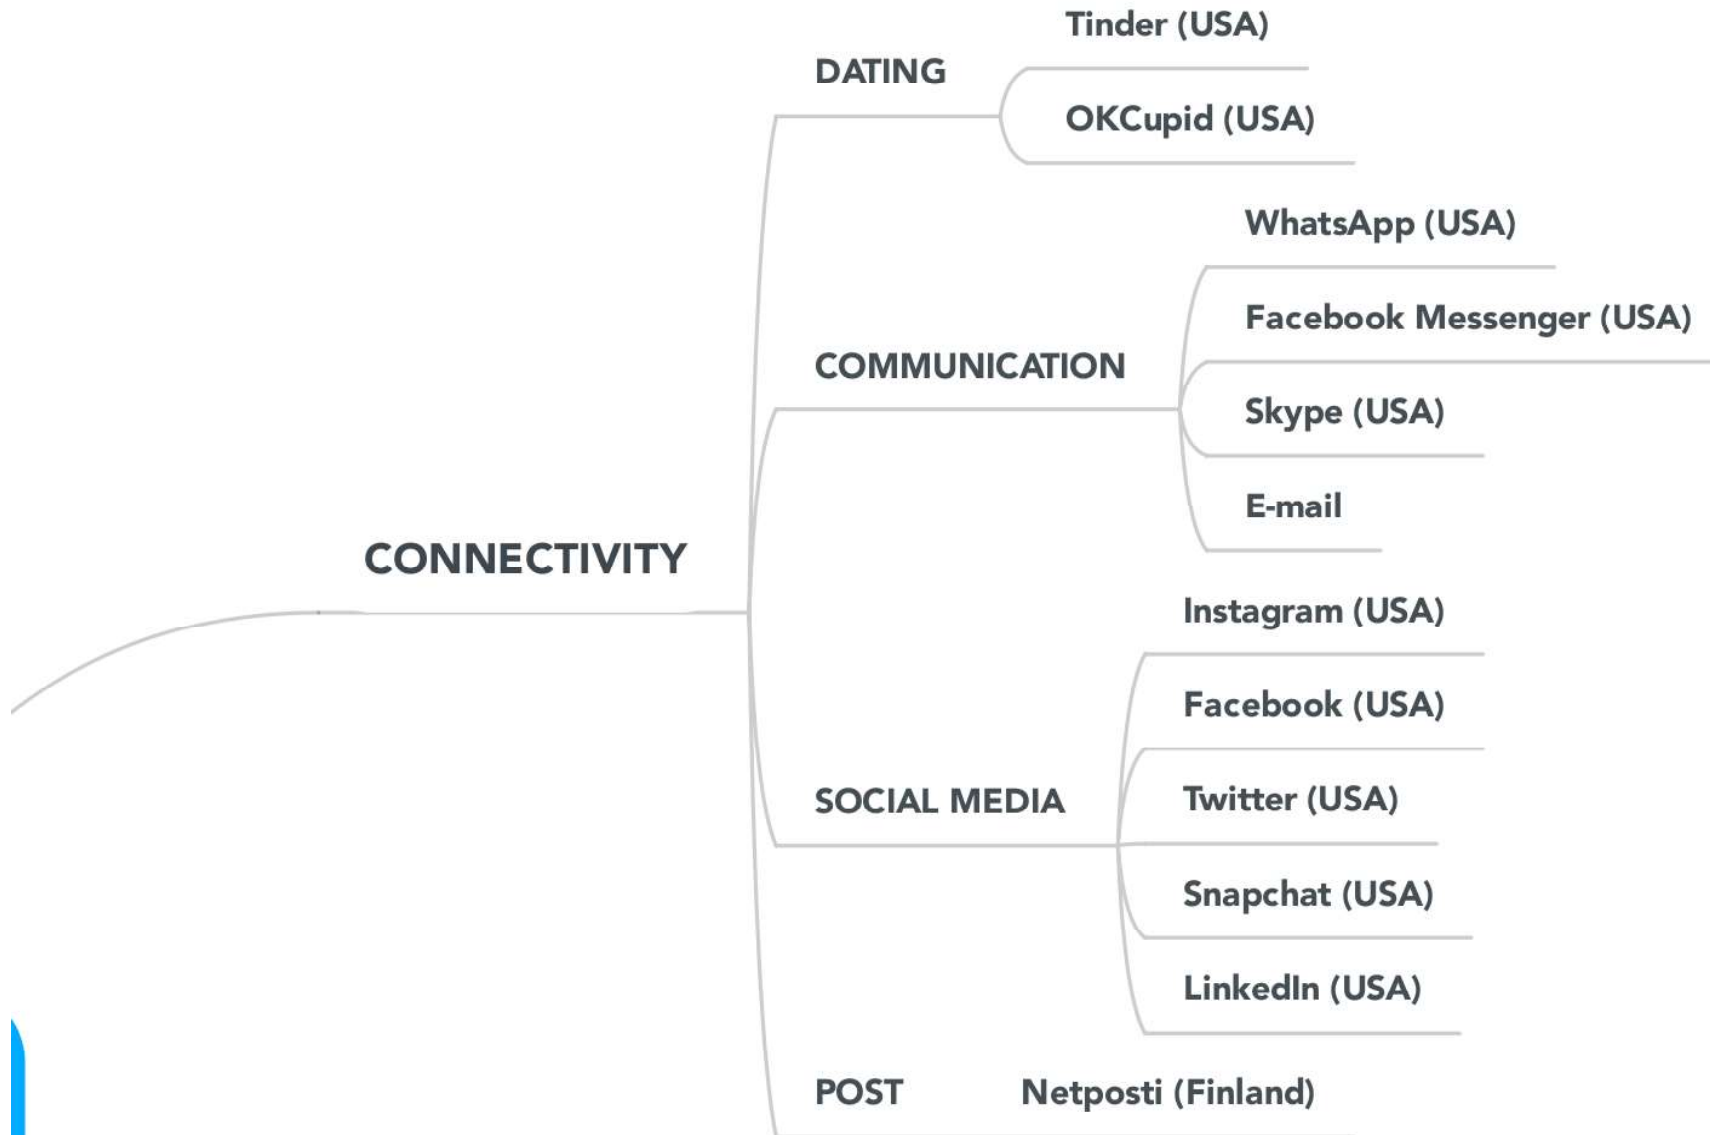 Tinder (USA)
DATING
OKCupid (USA)
WhatsApp (USA)
Facebook Messenger (USA)
COMMUNICATION
Skype (USA)
E-mail
CONNECTIVITY
Instagram (USA)
Facebook (USA)
SOCIAL MEDIA
Twitter (USA)
Snapchat (USA)
LinkedIn (USA)
POST
Netposti (Finland)